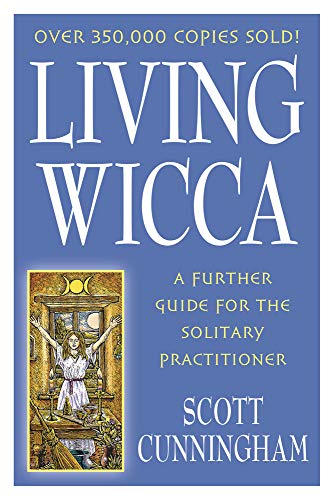 OVER 350,000 COPIES SOLD!
LIVING
WICCA
A FURTHER
GUIDE FOR THE
SOLITARY
PRACTITIONER
SCOTT
CUNNINGHAM